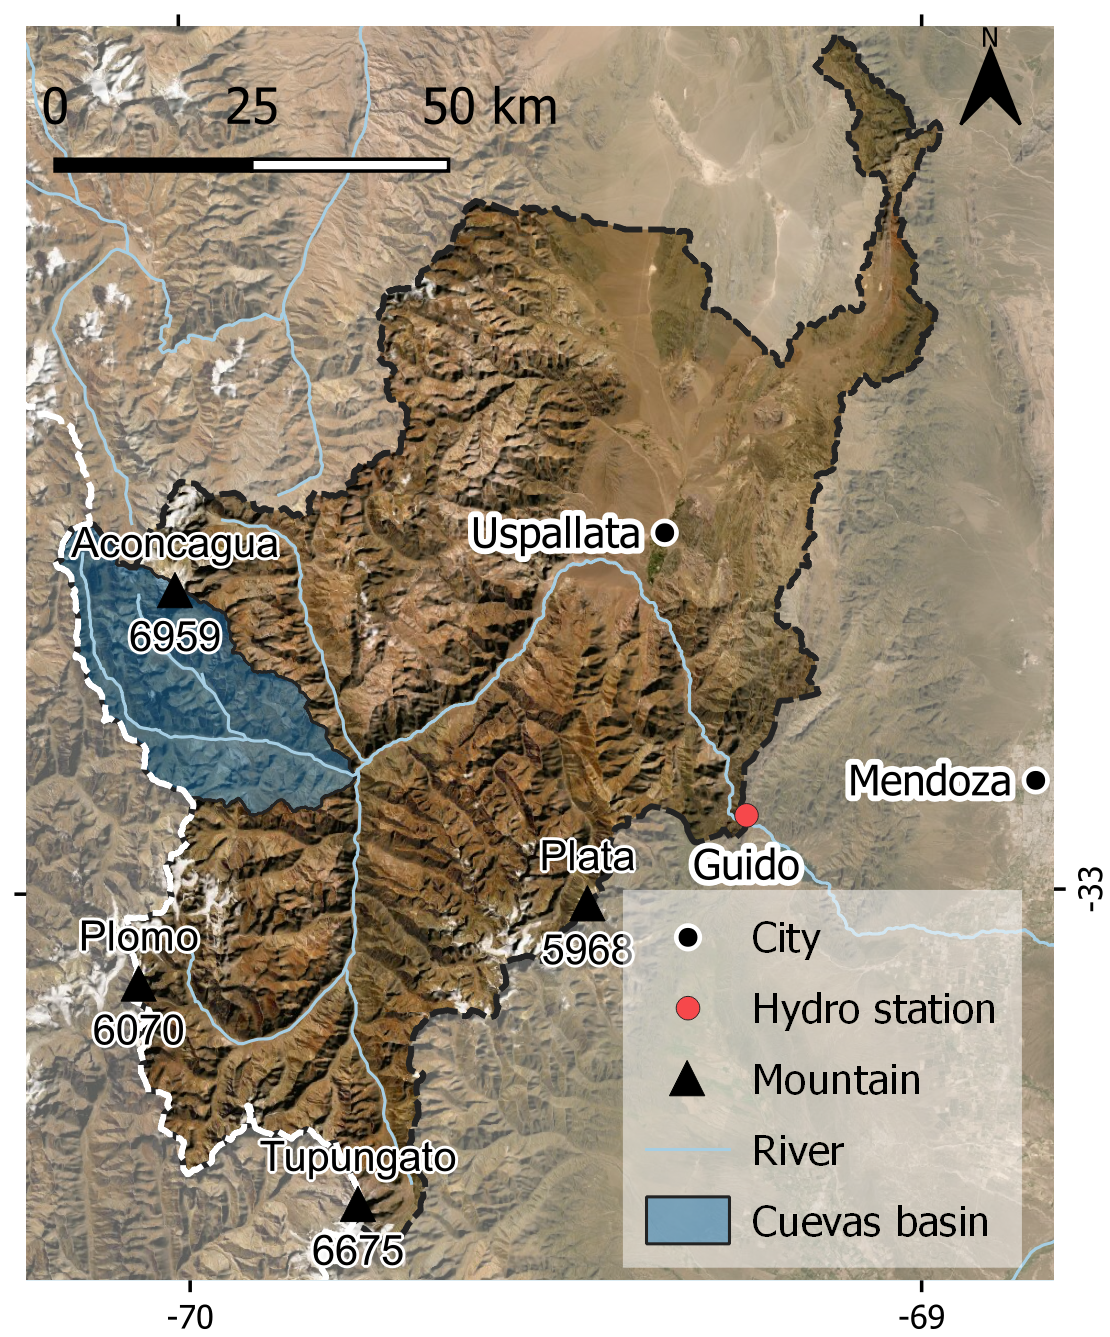 N
0 25 50 km
Uspallata
Aconcagua
6959
Mendoza
Plata
Guido
5968
-33
Plomo
6070
City
Hydro station
Mountain
River
Cuevas basin
Tupungato
6675
-70 -69